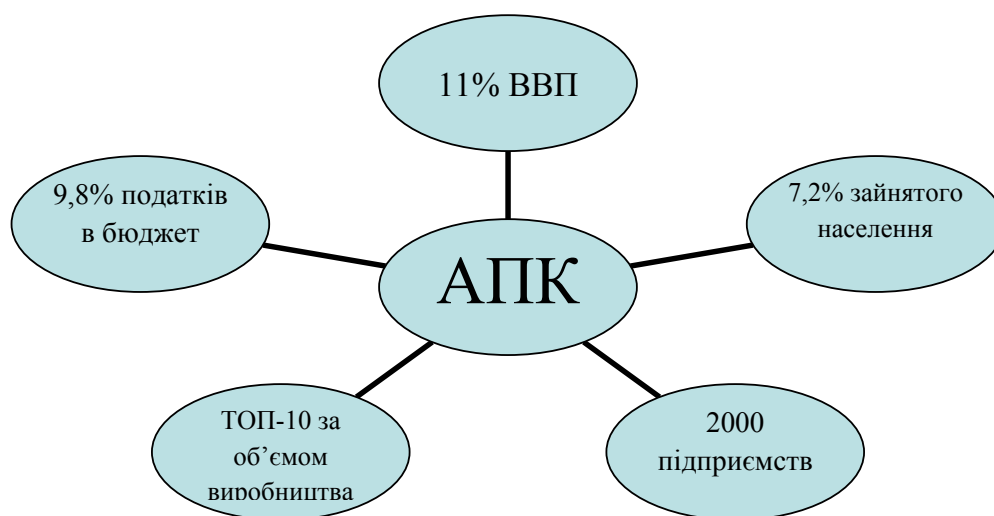 11% ВВП
9,8% податків
в бюджет
7,2% зайнятого
населення
АПК
ТОП-10 за
об’ємом
виробництва
2000
підприємств